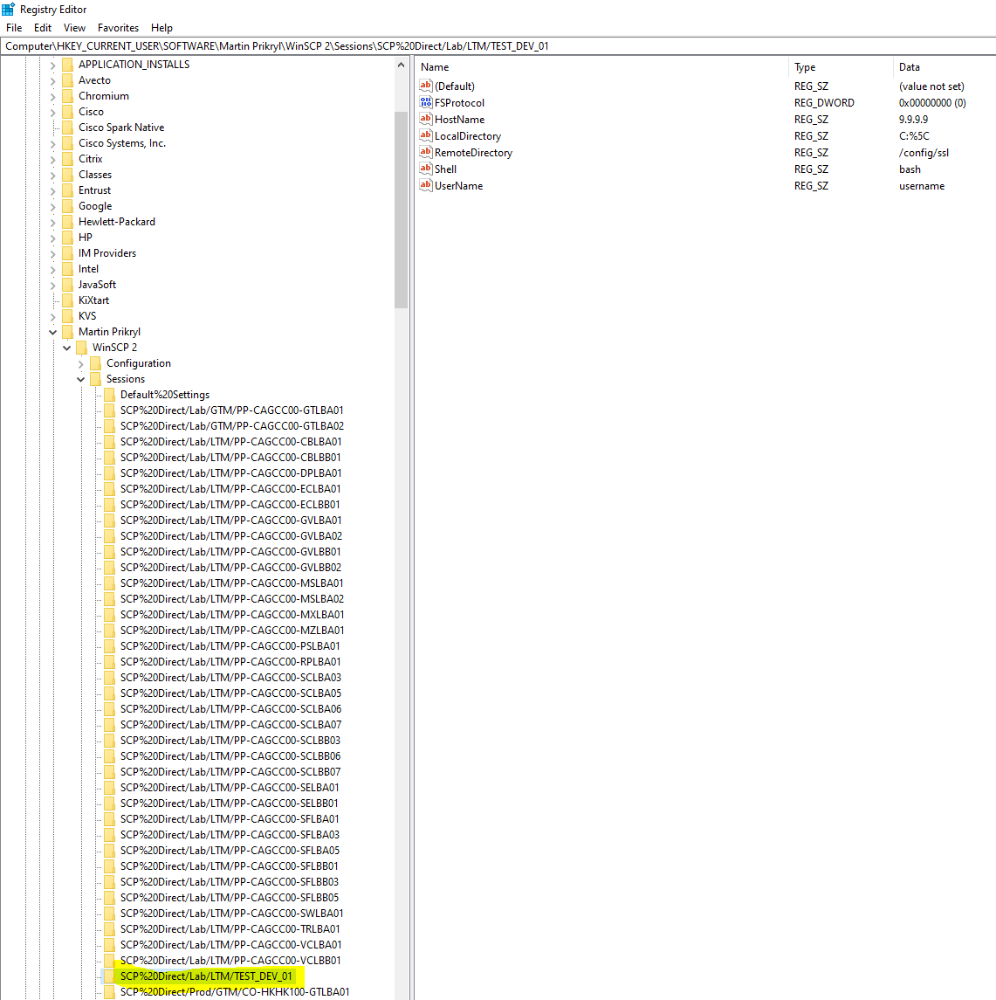 Registry Editor
File Edit View Favorites Help
Computer\HKEY_CURRENT_USER\SOFTWARE\Martin Prikryl\WinSCP 2\Sessions\SCP%20Direct/Lab/LTM/TEST_DEV_01
APPLICATION_INSTALLS
Avecto
Chromium
Cisco
Cisco Spark Native
Cisco Systems, Inc.
Citrix
Classes
Entrust
Google
Hewlett-Packard
HP
IM Providers
Intel
JavaSoft
KiXtart
KVS
Martin Prikryl
WinSCP 2
Configuration
Sessions
Default%20Settings
SCP%20Direct/Lab/GTM/PP-CAGCC00-GTLBA01
SCP%20Direct/Lab/GTM/PP-CAGCC00-GTLBA02
SCP%20Direct/Lab/LTM/PP-CAGCC00-CBLBA01
SCP%20Direct/Lab/LTM/PP-CAGCC00-CBLBB01
SCP%20Direct/Lab/LTM/PP-CAGCC00-DPLBA01
SCP%20Direct/Lab/LTM/PP-CAGCC00-ECLBA01
SCP%20Direct/Lab/LTM/PP-CAGCC00-ECLBB01
SCP%20Direct/Lab/LTM/PP-CAGCC00-GVLBA01
SCP%20Direct/Lab/LTM/PP-CAGCC00-GVLBA02
SCP%20Direct/Lab/LTM/PP-CAGCC00-GVLBB01
SCP%20Direct/Lab/LTM/PP-CAGCC00-GVLBB02
SCP%20Direct/Lab/LTM/PP-CAGCC00-MSLBA01
SCP%20Direct/Lab/LTM/PP-CAGCC00-MSLBA02
SCP%20Direct/Lab/LTM/PP-CAGCC00-MXLBA01
SCP%20Direct/Lab/LTM/PP-CAGCC00-MZLBA01
SCP%20Direct/Lab/LTM/PP-CAGCC00-PSLBA01
SCP%20Direct/Lab/LTM/PP-CAGCC00-RPLBA01
SCP%20Direct/Lab/LTM/PP-CAGCC00-SCLBA03
SCP%20Direct/Lab/LTM/PP-CAGCC00-SCLBA05
SCP%20Direct/Lab/LTM/PP-CAGCC00-SCLBA06
SCP%20Direct/Lab/LTM/PP-CAGCC00-SCLBA07
SCP%20Direct/Lab/LTM/PP-CAGCC00-SCLBB03
SCP%20Direct/Lab/LTM/PP-CAGCC00-SCLBB06
SCP%20Direct/Lab/LTM/PP-CAGCC00-SCLBB07
SCP%20Direct/Lab/LTM/PP-CAGCC00-SELBA01
SCP%20Direct/Lab/LTM/PP-CAGCC00-SELBB01
SCP%20Direct/Lab/LTM/PP-CAGCC00-SFLBA01
SCP%20Direct/Lab/LTM/PP-CAGCC00-SFLBA03
SCP%20Direct/Lab/LTM/PP-CAGCC00-SFLBA05
SCP%20Direct/Lab/LTM/PP-CAGCC00-SFLBB01
SCP%20Direct/Lab/LTM/PP-CAGCC00-SFLBB03
SCP%20Direct/Lab/LTM/PP-CAGCC00-SFLBB05
SCP%20Direct/Lab/LTM/PP-CAGCC00-SWLBA01
SCP%20Direct/Lab/LTM/PP-CAGCC00-TRLBA01
SCP%20Direct/Lab/LTM/PP-CAGCC00-VCLBA01
SCP%20Direct/Lab/LTM/PP-CAGCC00-VCLBB01
SCP%20Direct/Lab/LTM/TEST_DEV_01
SCP%20Direct/Prod/GTM/CO-HKHK100-GTLBA01
Name Type Data
(Default) REG_SZ (value not set)
FSProtocol REG_DWORD 0x00000000 (0)
HostName REG_SZ 9.9.9.9
LocalDirectory REG_SZ C:%5C
RemoteDirectory REG_SZ /config/ssl
Shell REG_SZ bash
UserName REG_SZ username